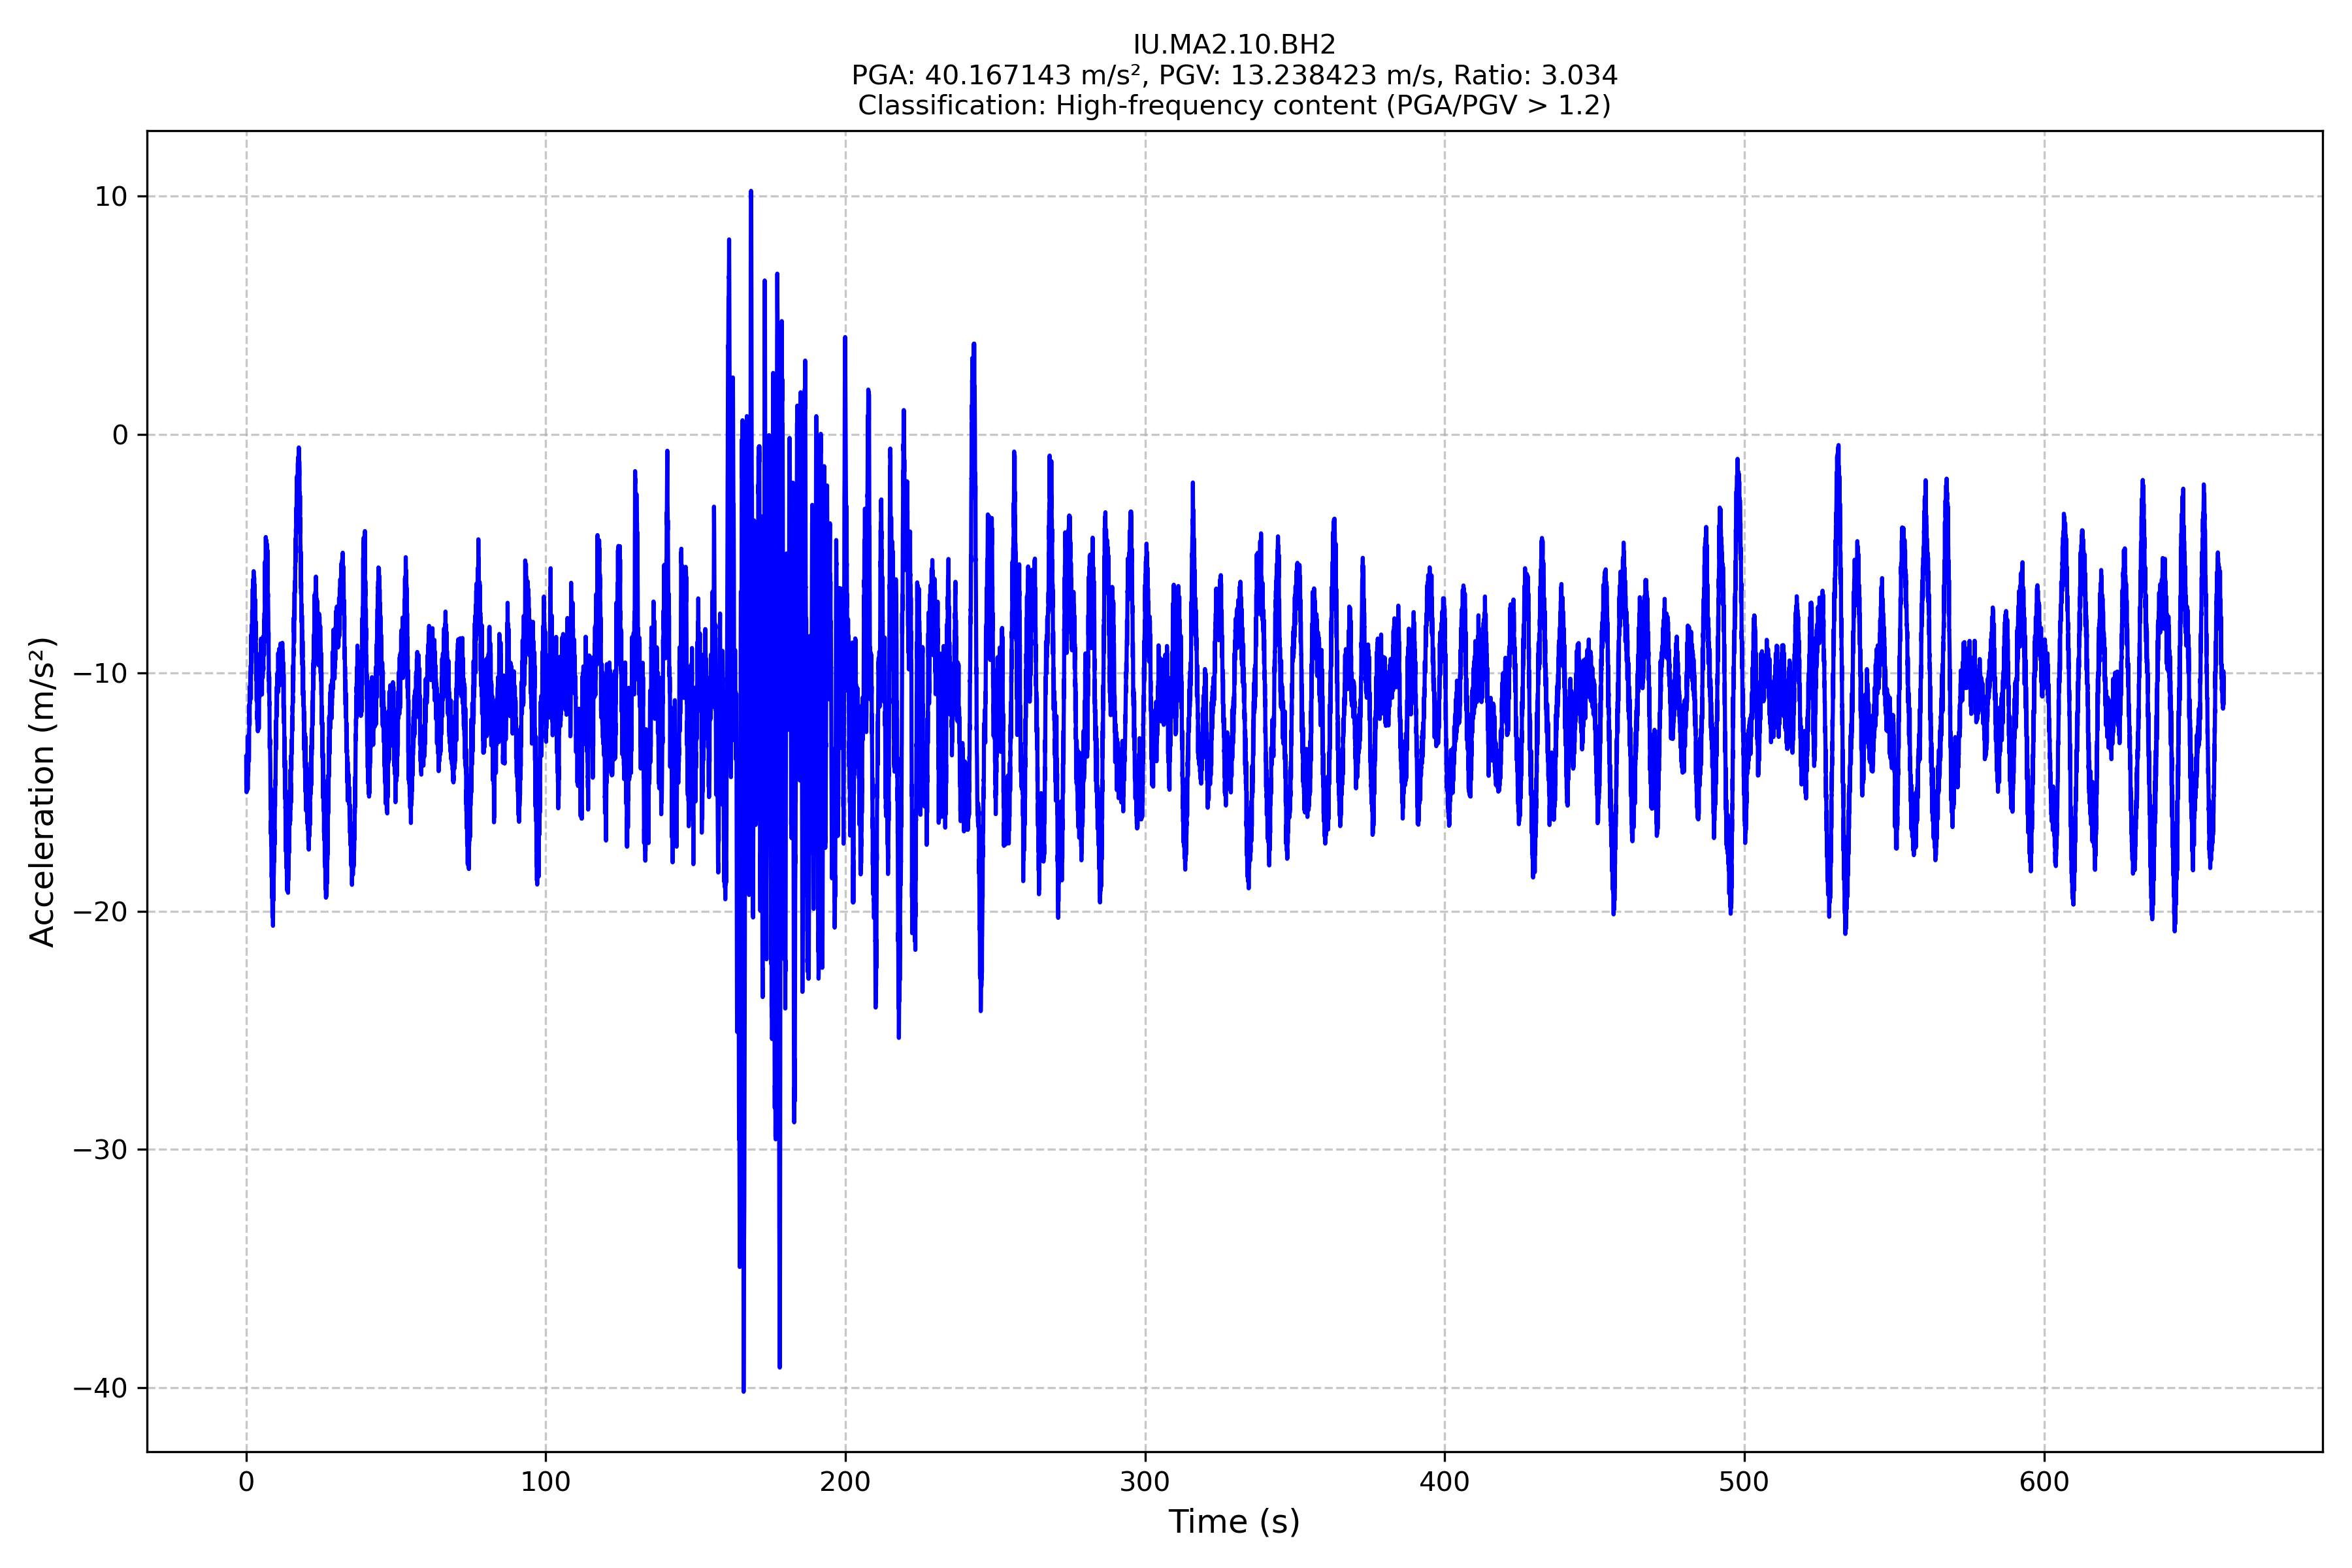 IU.MA2.10.BH2
PGA: 40.167143 m/s², PGV: 13.238423 m/s, Ratio: 3.034
Classification: High-frequency content (PGA/PGV > 1.2)
Acceleration (m/s²)
10
0
−10
−20
−30
−40
0 100 200 300 400 500 600
Time (s)